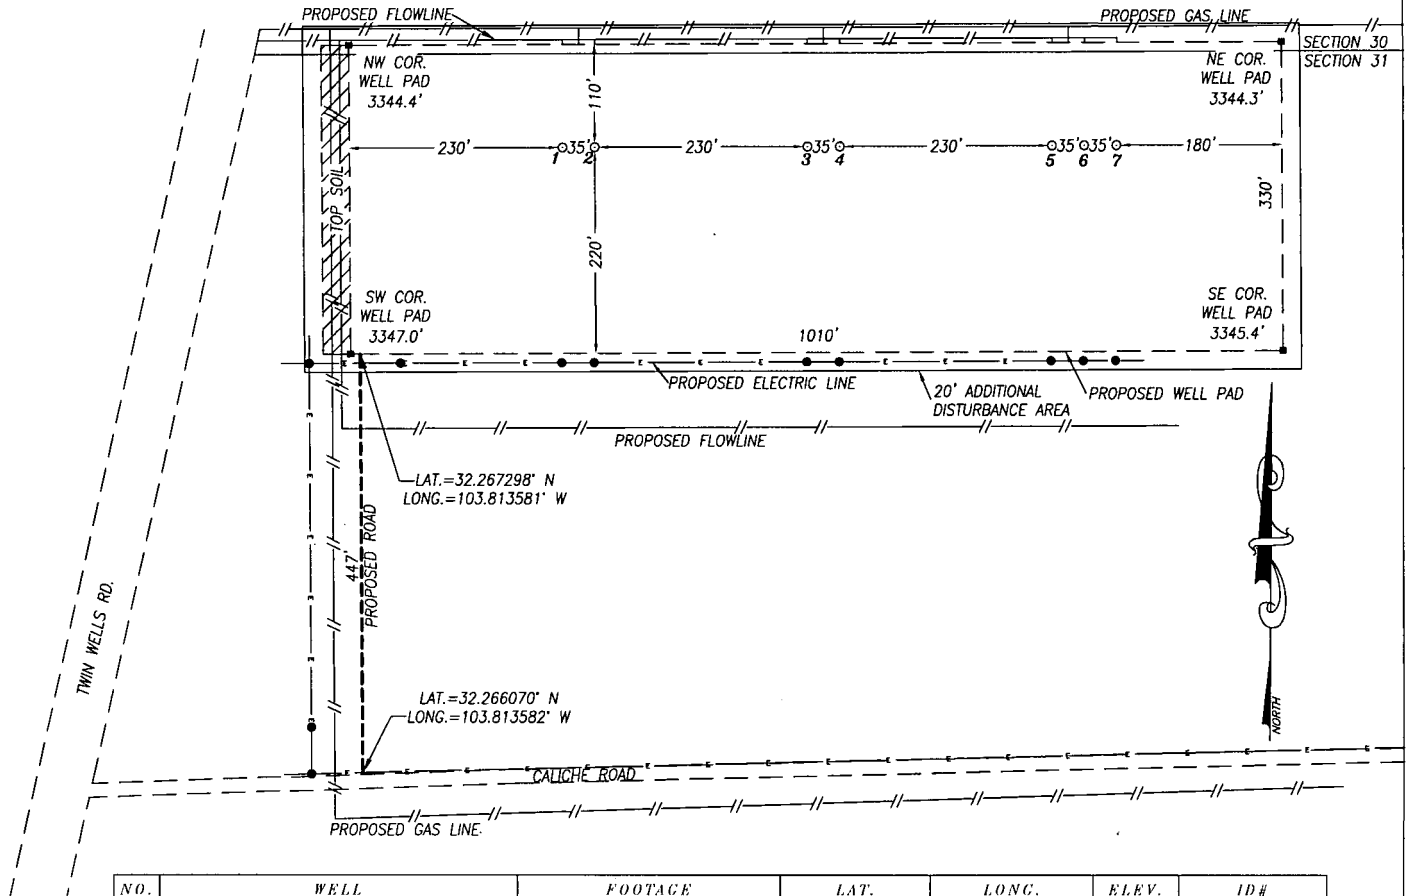 PROPOSED FLOWLINE
PROPOSED GAS LINE
SECTION 30
SECTION 31
NW COR.
WELL PAD
3344.4'
NE COR.
WELL PAD
3344.3'
110'
230'
35'
230'
35'
230'
35'
35'
180'
1
2
3
4
5
6
7
TOP SOIL
330'
220'
SW COR.
WELL PAD
3347.0'
SE COR.
WELL PAD
3345.4'
1010'
E E E E E E E E E E
PROPOSED ELECTRIC LINE
20' ADDITIONAL
DISTURBANCE AREA
PROPOSED WELL PAD
PROPOSED FLOWLINE
LAT.=32.267298° N
LONG.=103.813581° W
447'
PROPOSED ROAD
TWIN WELLS RD.
LAT.=32.266070° N
LONG.=103.813582° W
NORTH
CALICHE ROAD
PROPOSED GAS LINE
NO. WELL FOOTAGE LAT. LONG. ELEV. ID#